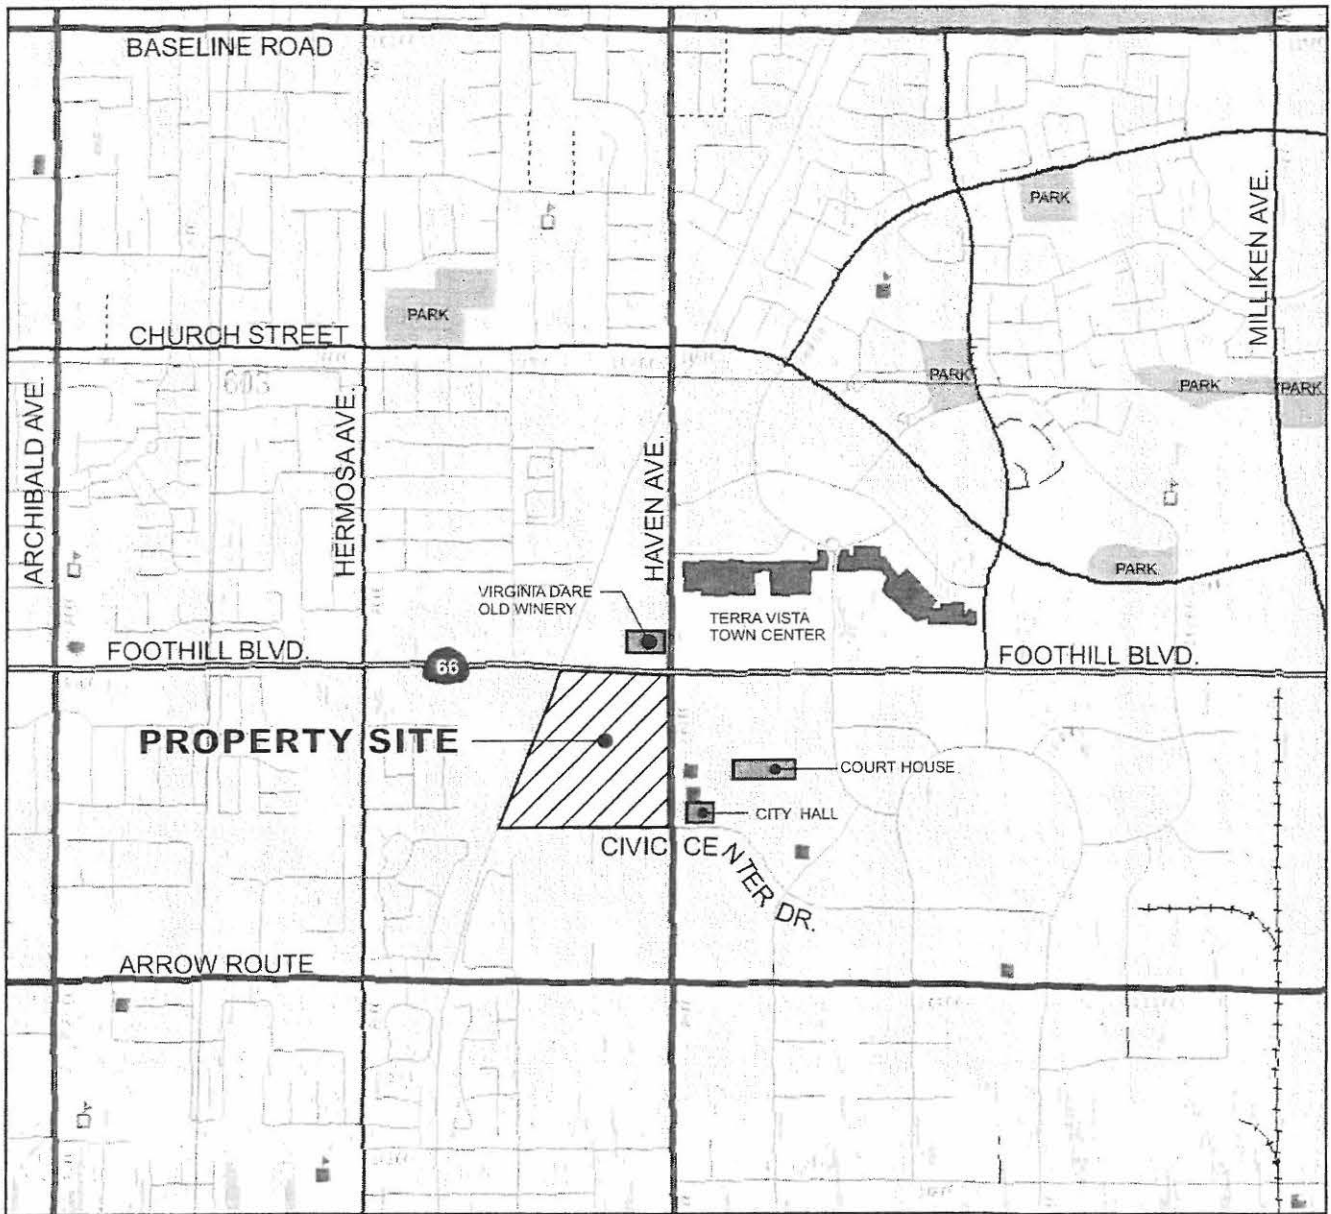 BASELINE ROAD
PARK
MILLIKEN AVE.
PARK
CHURCH STREET
PARK
PARK
PARK
603
ARCHIBALD AVE.
HERMOSA AVE.
HAVEN AVE.
PARK
VIRGINIA DARE
OLD WINERY
TERRA VISTA
TOWN CENTER
FOOTHILL BLVD.
66
FOOTHILL BLVD.
PROPERTY SITE
COURT HOUSE
CITY HALL
CIVIC CENTER DR.
ARROW ROUTE